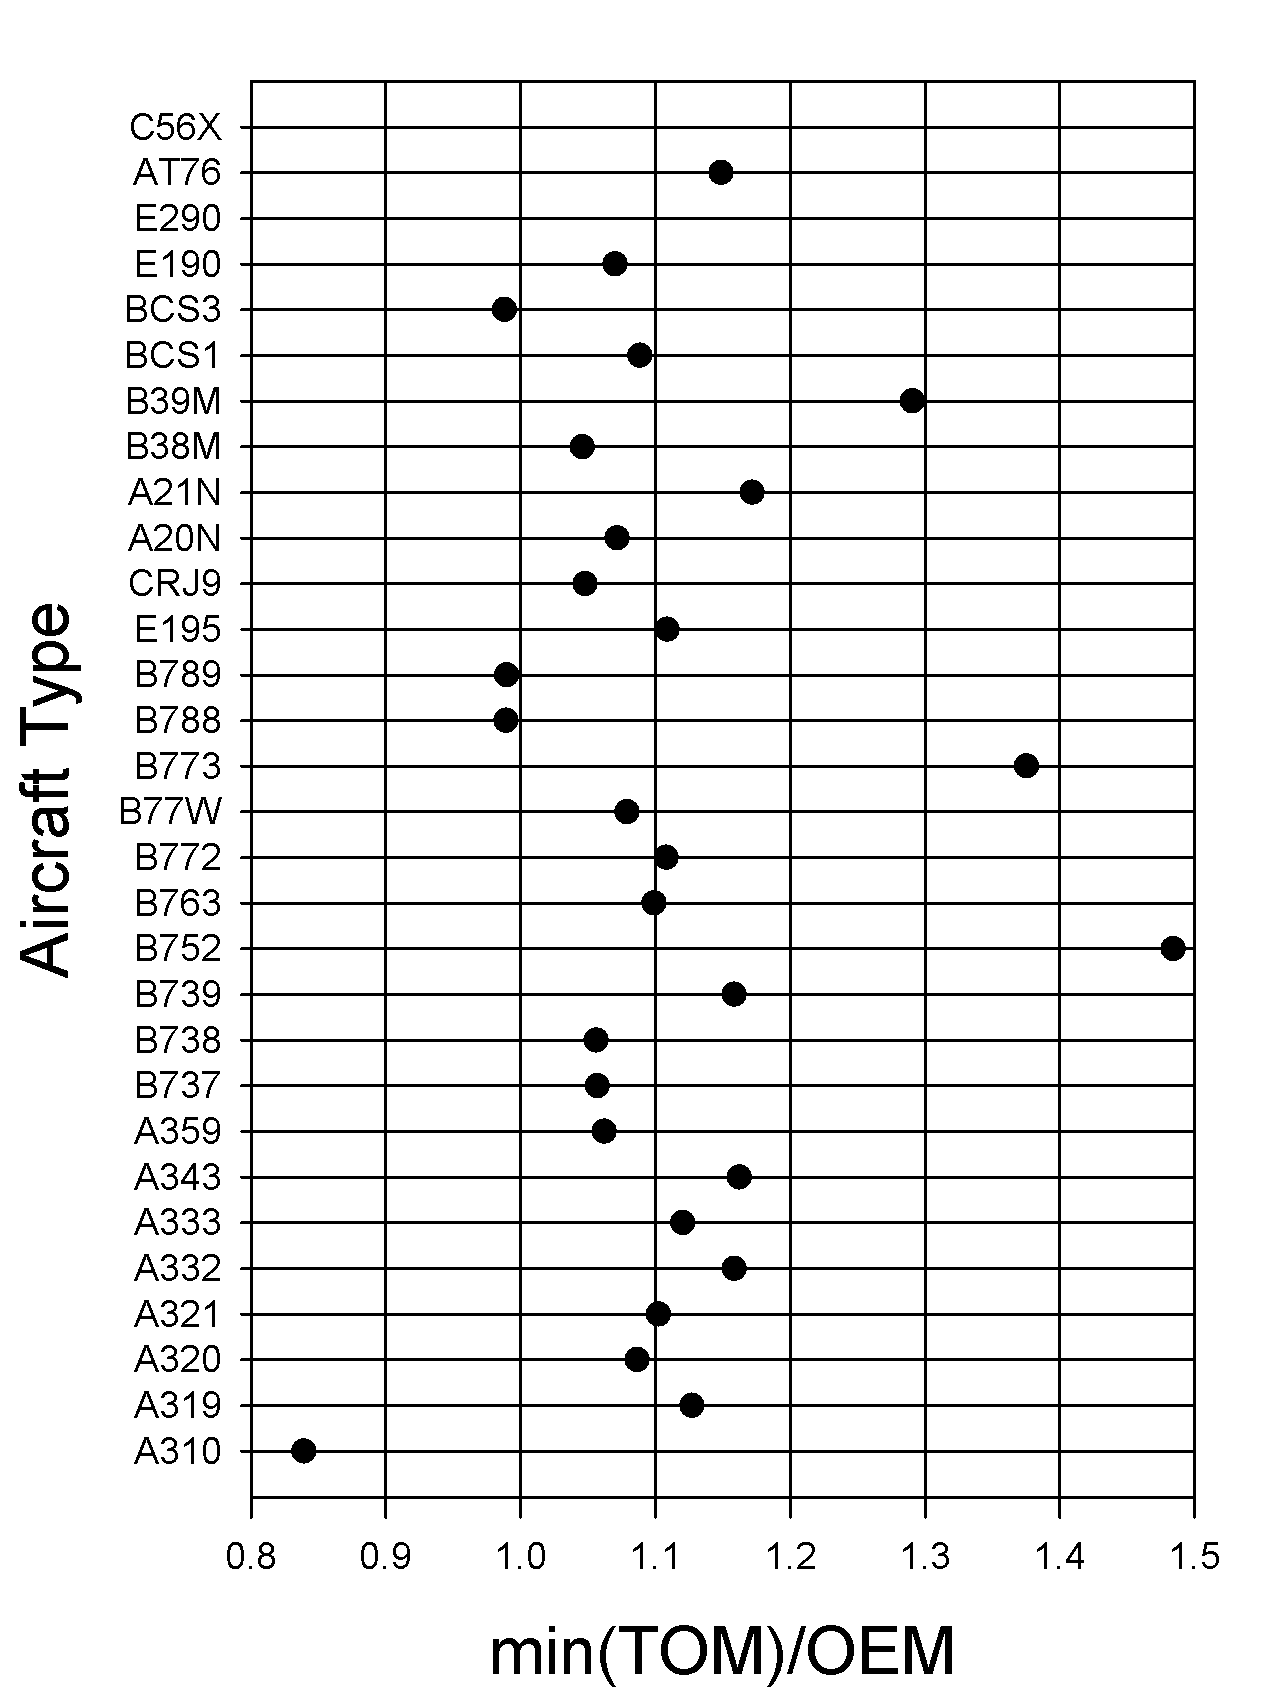 C56X
AT76
E290
E190
BCS3
BCS1
B39M
B38M
A21N
A20N
CRJ9
E195
B789
B788
B773
B77W
B772
B763
B752
B739
B738
B737
A359
A343
A333
A332
A321
A320
A319
A310
Aircraft Type
0.8 0.9 1.0 1.1 1.2 1.3 1.4 1.5
min(TOM)/OEM